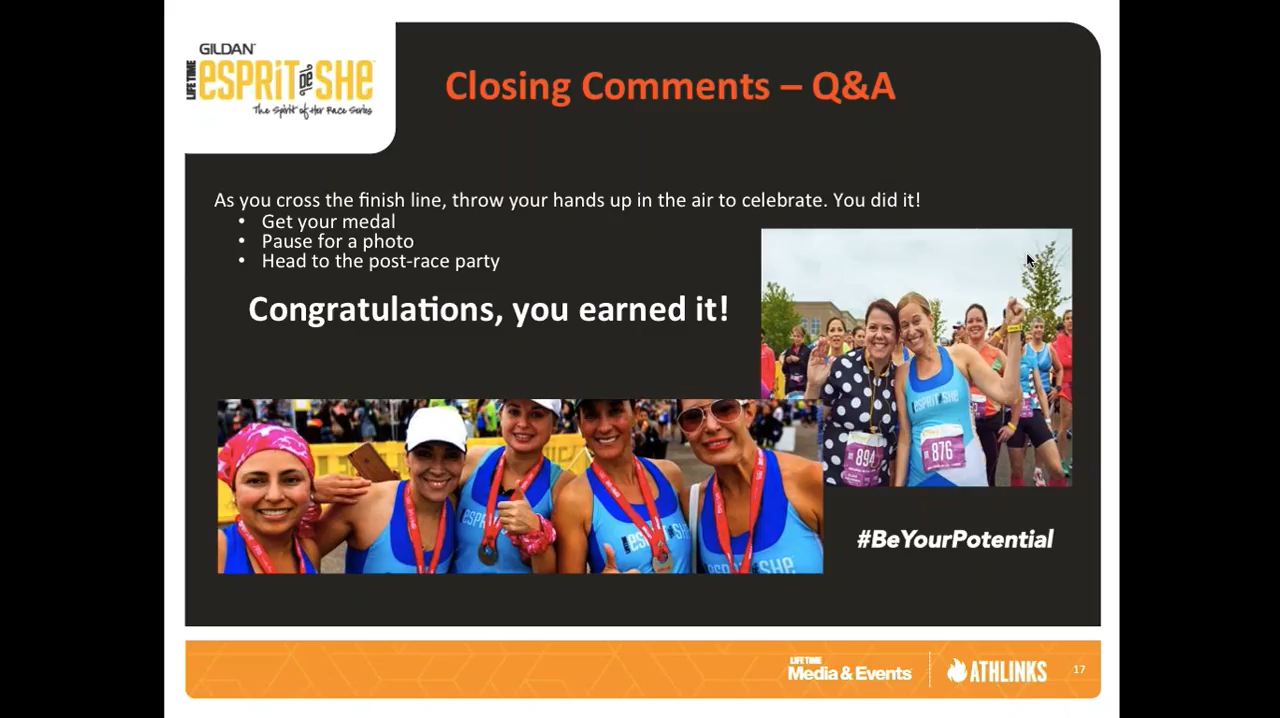 GILDAN
LIFE TIME
ESPRIT DE SHE
The Spirit of Her Race Series
Closing Comments – Q&A
As you cross the finish line, throw your hands up in the air to celebrate. You did it!
• Get your medal
• Pause for a photo
• Head to the post-race party
Congratulations, you earned it!
ESPRIT SHE
894
876
ESPRIT
SHE
SHE
#BeYourPotential
LIFE TIME
Media & Events
ATHLINKS
17